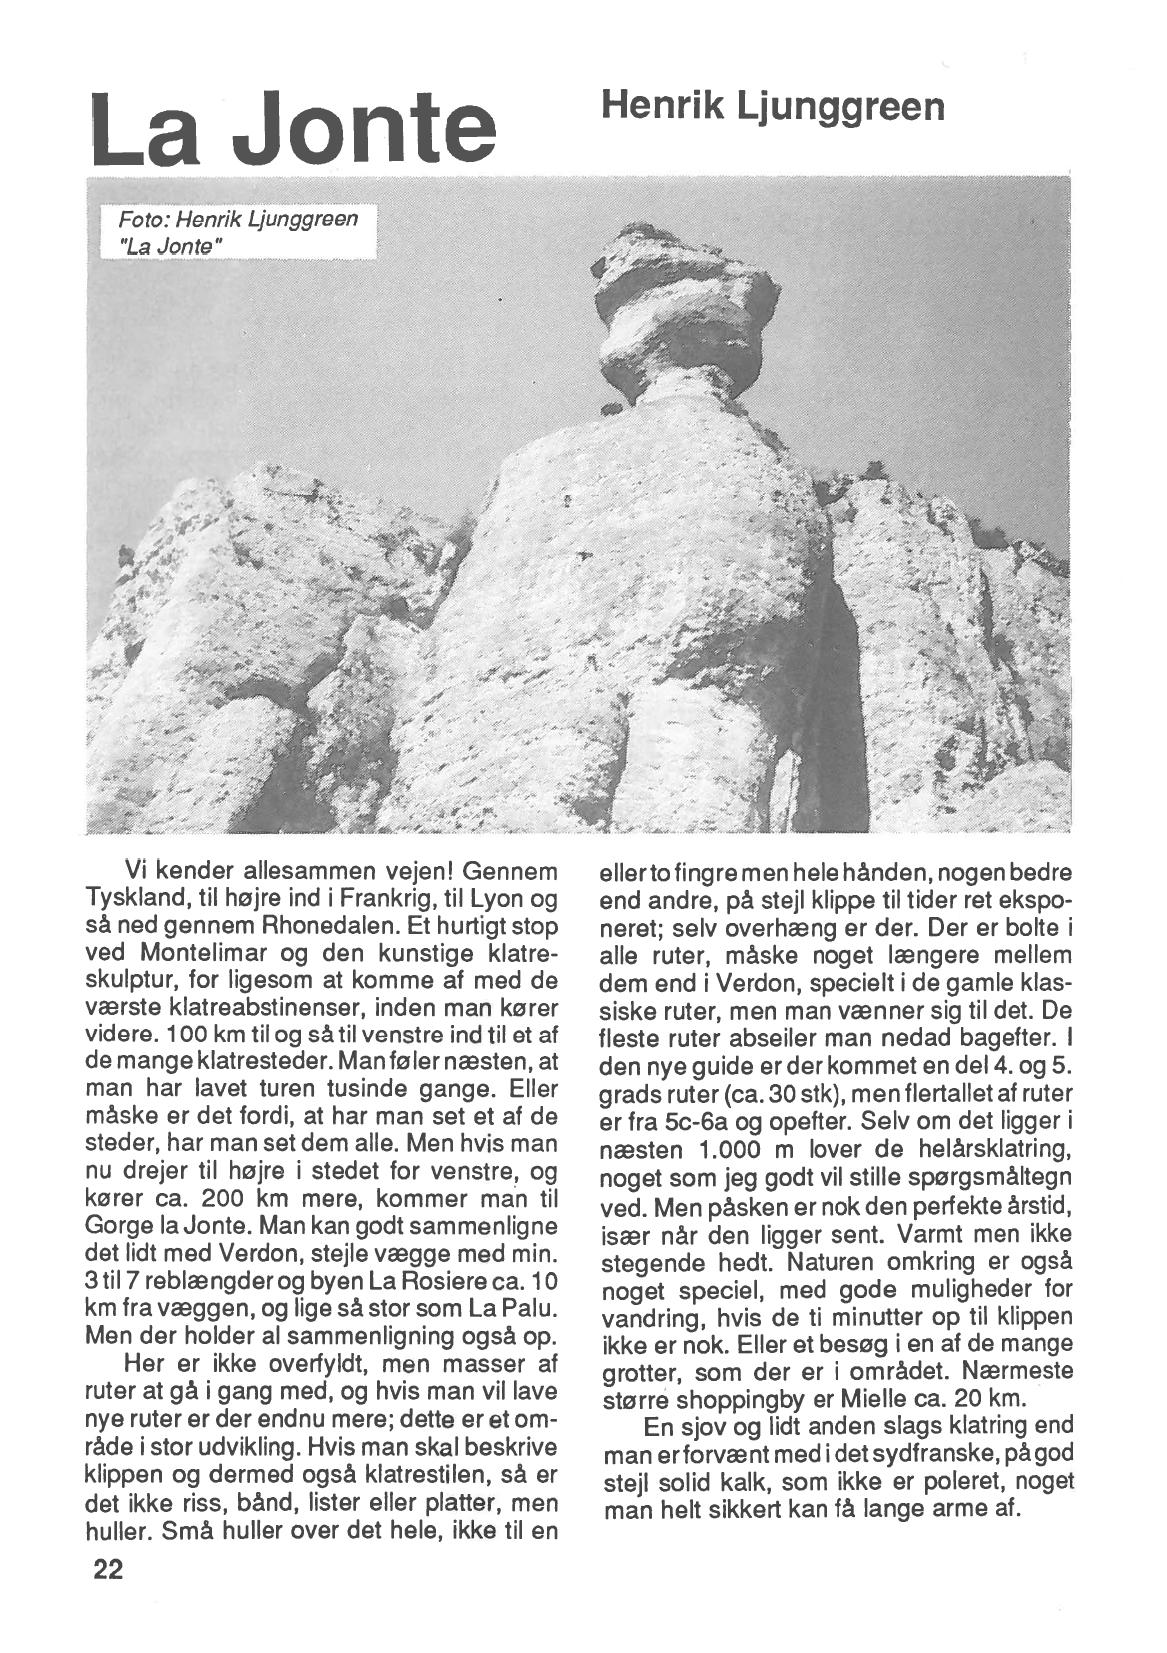 La Jonte
Henrik Ljunggreen
Foto: Henrik Ljunggreen
"La Jonte"
Vi kender allesammen vejen! Gennem
Tyskland, til højre ind i Frankrig, til Lyon og
så ned gennem Rhonedalen. Et hurtigt stop
ved Montelimar og den kunstige klatre-
skulptur, for ligesom at komme af med de
værste klatreabstinenser, inden man kører
videre. 100 km til og så til venstre ind til et af
de mange klatresteder. Man føler næsten, at
man har lavet turen tusinde gange. Eller
måske er det fordi, at har man set et af de
steder, har man set dem alle. Men hvis man
nu drejer til højre i stedet for venstre, og
kører ca. 200 km mere, kommer man til
Gorge la Jonte. Man kan godt sammenligne
det lidt med Verdon, stejle vægge med min.
3 til 7 reblængder og byen La Rosiere ca. 10
km fra væggen, og lige så stor som La Palu.
Men der holder al sammenligning også op.
Her er ikke overfyldt, men masser af
ruter at gå i gang med, og hvis man vil lave
nye ruter er der endnu mere; dette er et om-
råde i stor udvikling. Hvis man skal beskrive
klippen og dermed også klatrestilen, så er
det ikke riss, bånd, lister eller platter, men
huller. Små huller over det hele, ikke til en
eller to fingre men hele hånden, nogen bedre
end andre, på stejl klippe til tider ret ekspo-
neret; selv overhæng er der. Der er bolte i
alle ruter, måske noget længere mellem
dem end i Verdon, specielt i de gamle klas-
siske ruter, men man vænner sig til det. De
fleste ruter abseiler man nedad bagefter. I
den nye guide er der kommet en del 4. og 5.
grads ruter (ca. 30 stk), men flertallet af ruter
er fra 5c-6a og opefter. Selv om det ligger i
næsten 1.000 m lover de helårsklatring,
noget som jeg godt vil stille spørgsmåltegn
ved. Men påsken er nok den perfekte årstid,
især når den ligger sent. Varmt men ikke
stegende hedt. Naturen omkring er også
noget speciel, med gode muligheder for
vandring, hvis de ti minutter op til klippen
ikke er nok. Eller et besøg i en af de mange
grotter, som der er i området. Nærmeste
større shoppingby er Mielle ca. 20 km.
En sjov og lidt anden slags klatring end
man er forvænt med i det sydfranske, på god
stejl solid kalk, som ikke er poleret, noget
man helt sikkert kan få lange arme af.
22